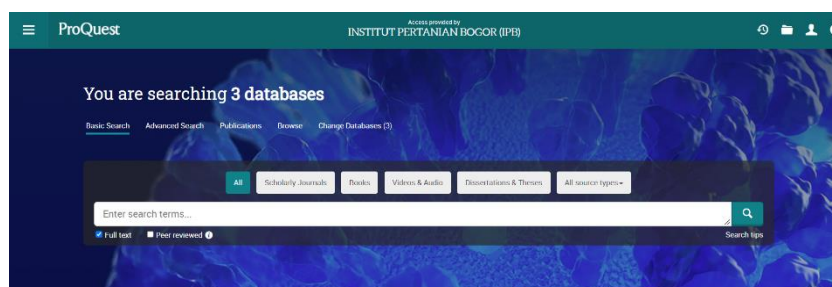 ProQuest
Access provided by
INSTITUT PERTANIAN BOGOR (IPB)
You are searching 3 databases
Basic Search Advanced Search Publications Browse Change Databases (3)
All Scholarly Journals Books Videos & Audio Dissertations & Theses All source types
Enter search terms...
Full text Peer reviewed
Search tips